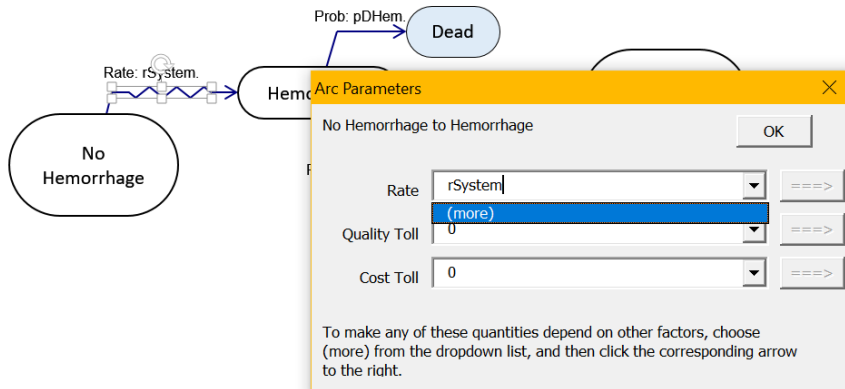 Prob: pDHem.
Dead
Rate: rSystem.
No
Hemorrhage
Arc Parameters
No Hemorrhage to Hemorrhage
OK
Rate
rSystem
===>
(more)
Quality Toll
0
===>
Cost Toll
0
===>
To make any of these quantities depend on other factors, choose
(more) from the dropdown list, and then click the corresponding arrow
to the right.